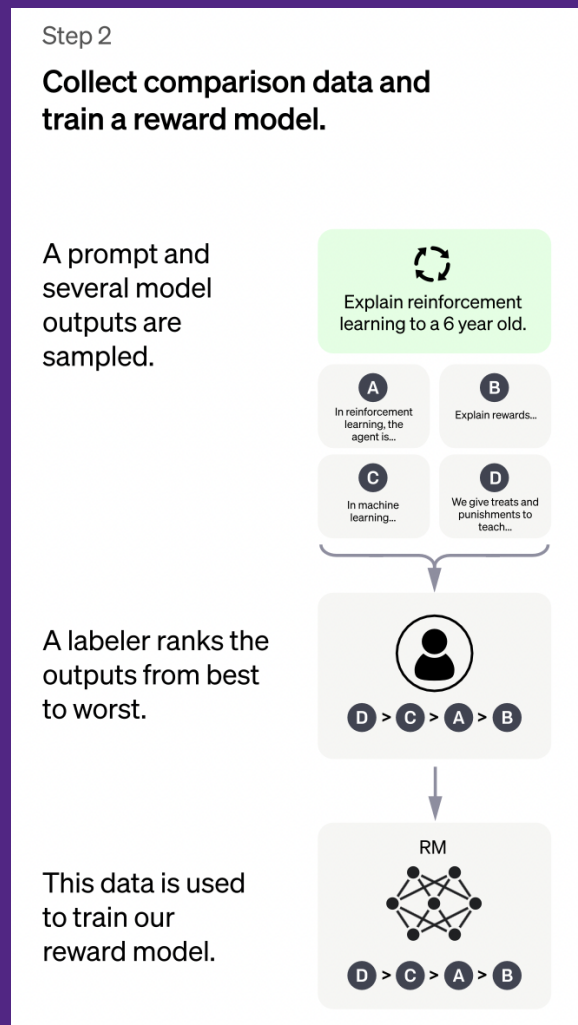 Step 2
Collect comparison data and
train a reward model.
A prompt and
several model
outputs are
sampled.
Explain reinforcement
learning to a 6 year old.
A
In reinforcement
learning, the
agent is...
B
Explain rewards...
C
In machine
learning...
D
We give treats and
punishments to
teach...
A labeler ranks the
outputs from best
to worst.
D > C > A > B
This data is used
to train our
reward model.
RM
D > C > A > B